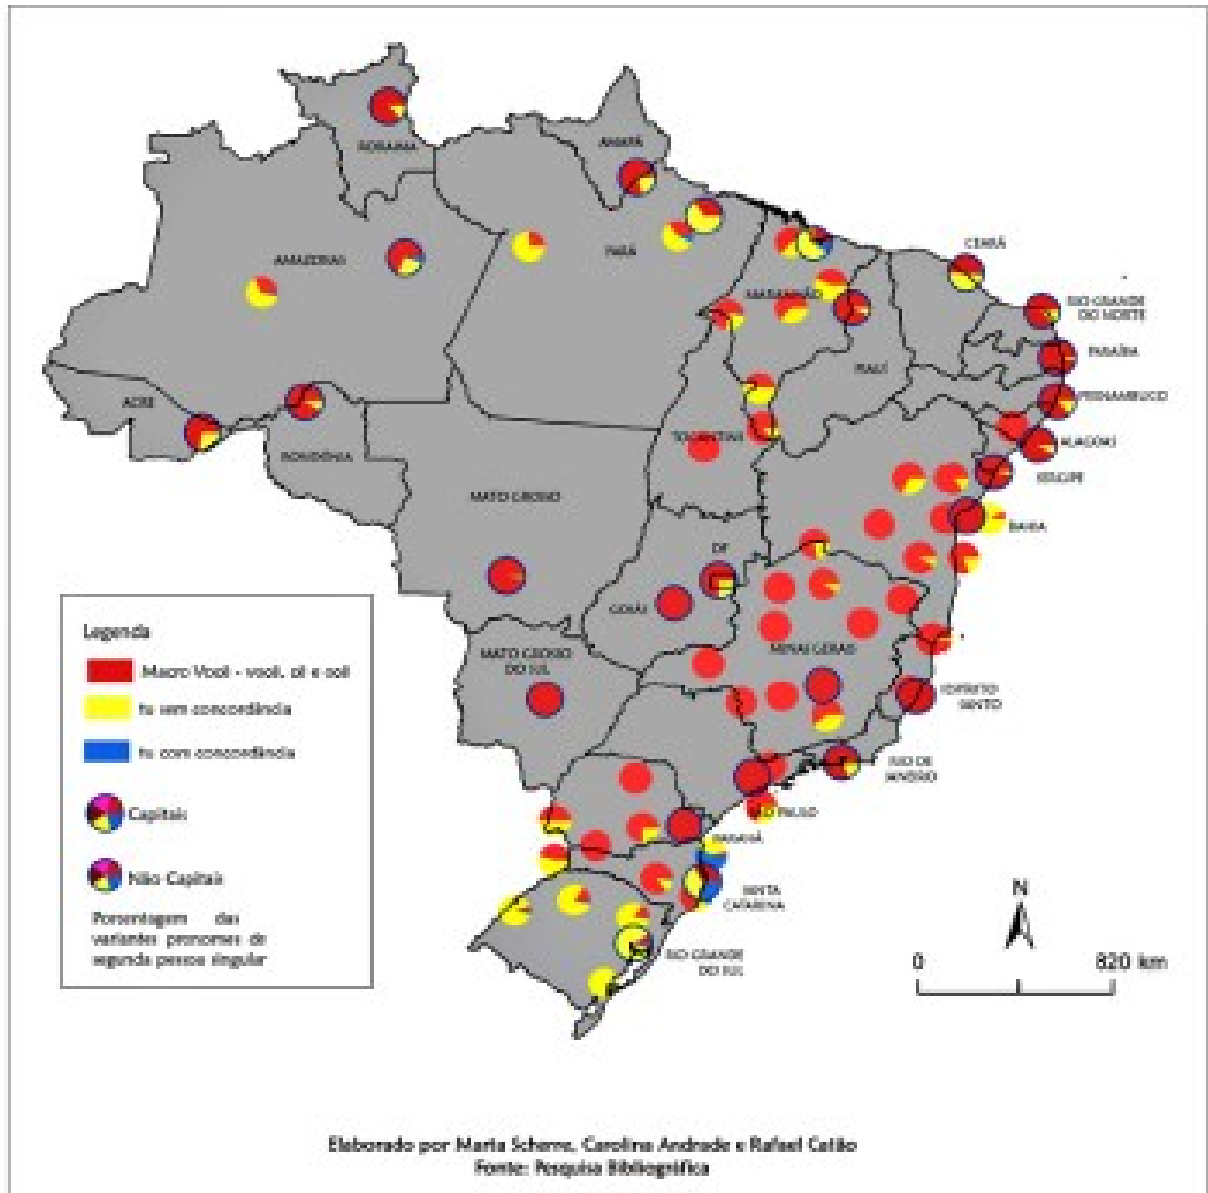 RORAIMA
AMAPÁ
AMAZONAS
PARÁ
CEARÁ
MARANHÃO
RIO GRANDE
DO NORTE
PARAÍBA
PIAUÍ
PERNAMBUCO
ACRE
TOCANTINS
ALAGOAS
RONDÔNIA
SERGIPE
MATO GROSSO
BAHIA
DF
GOIÁS
MATO GROSSO
DO SUL
MINAS GERAIS
ESPÍRITO
SANTO
RIO DE
JANEIRO
SÃO PAULO
PARANÁ
SANTA
CATARINA
RIO GRANDE
DO SUL
Legenda
Macro Você - você, cê e ocê
tu sem concordância
tu com concordância
Capitais
Não Capitais
Porcentagem das
variantes pronomes de
segunda pessoa singular
N
0 820 km
Elaborado por Marta Scherre, Carolina Andrade e Rafael Catão
Fonte: Pesquisa Bibliográfica